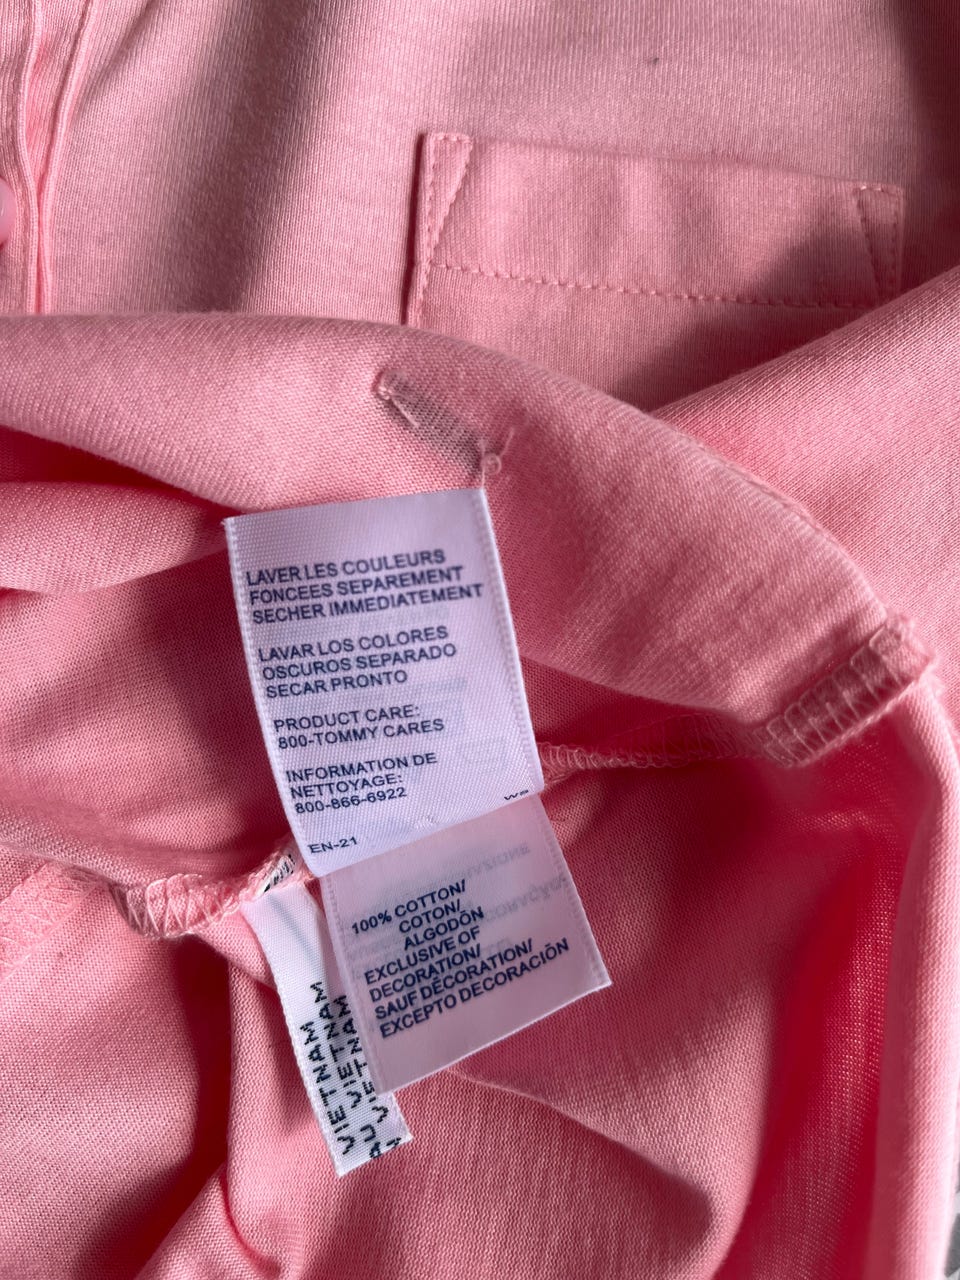 LAVER LES COULEURS
FONCEES SEPAREMENT
SECHER IMMEDIATEMENT
LAVAR LOS COLORES
OSCUROS SEPARADO
SECAR PRONTO
PRODUCT CARE:
800-TOMMY CARES
INFORMATION DE
NETTOYAGE:
800-866-6922
EN-21
100% COTTON/
COTON/
ALGODÓN
EXCLUSIVE OF
DECORATION/
SAUF DÉCORATION/
EXCEPTO DECORACIÓN
VIETNAM
VIETNAM
AU VIETNAM